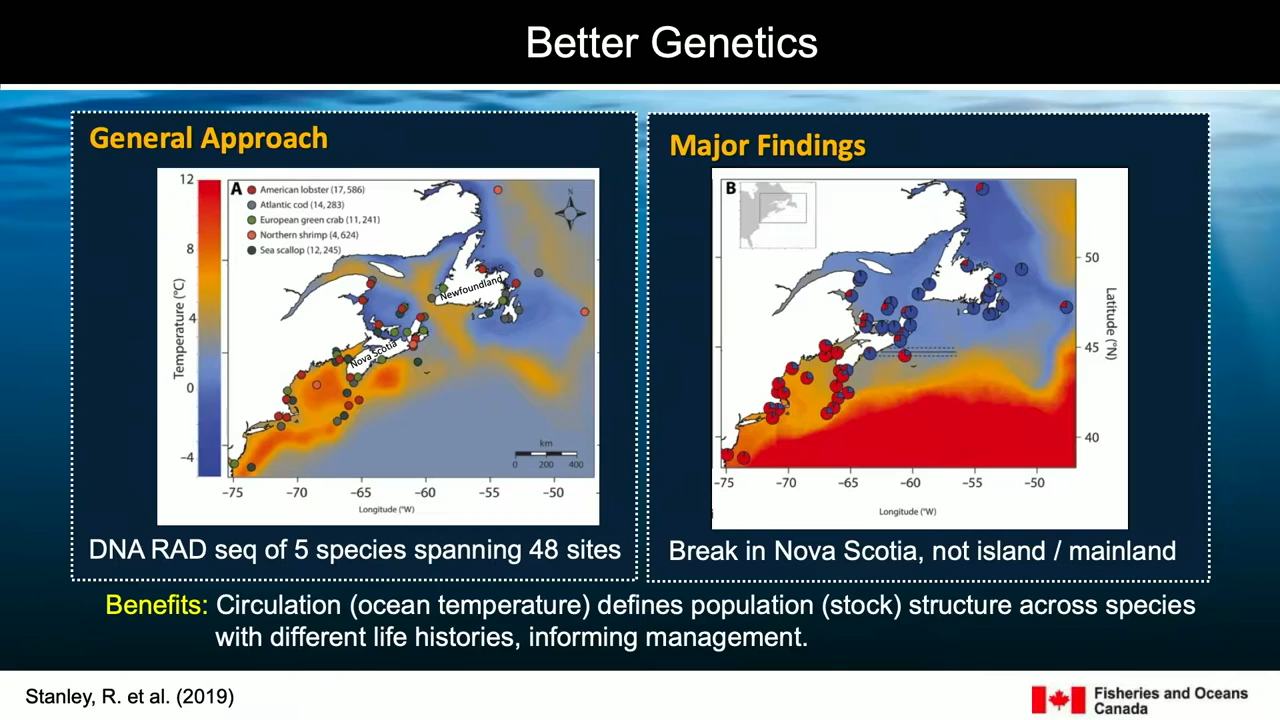 Better Genetics
General Approach
12
8
4
0
−4
Temperature (°C)
A
American lobster (17,586)
Atlantic cod (14,283)
European green crab (11,241)
Northern shrimp (4,624)
Sea scallop (12,245)
N
Newfoundland
Nova Scotia
km
0 200 400
−75 −70 −65 −60 −55 −50
Longitude (°W)
DNA RAD seq of 5 species spanning 48 sites
Major Findings
B
50
45
40
Latitude (°N)
−75 −70 −65 −60 −55 −50
Longitude (°W)
Break in Nova Scotia, not island / mainland
Benefits: Circulation (ocean temperature) defines population (stock) structure across species
with different life histories, informing management.
Stanley, R. et al. (2019)
Fisheries and Oceans
Canada